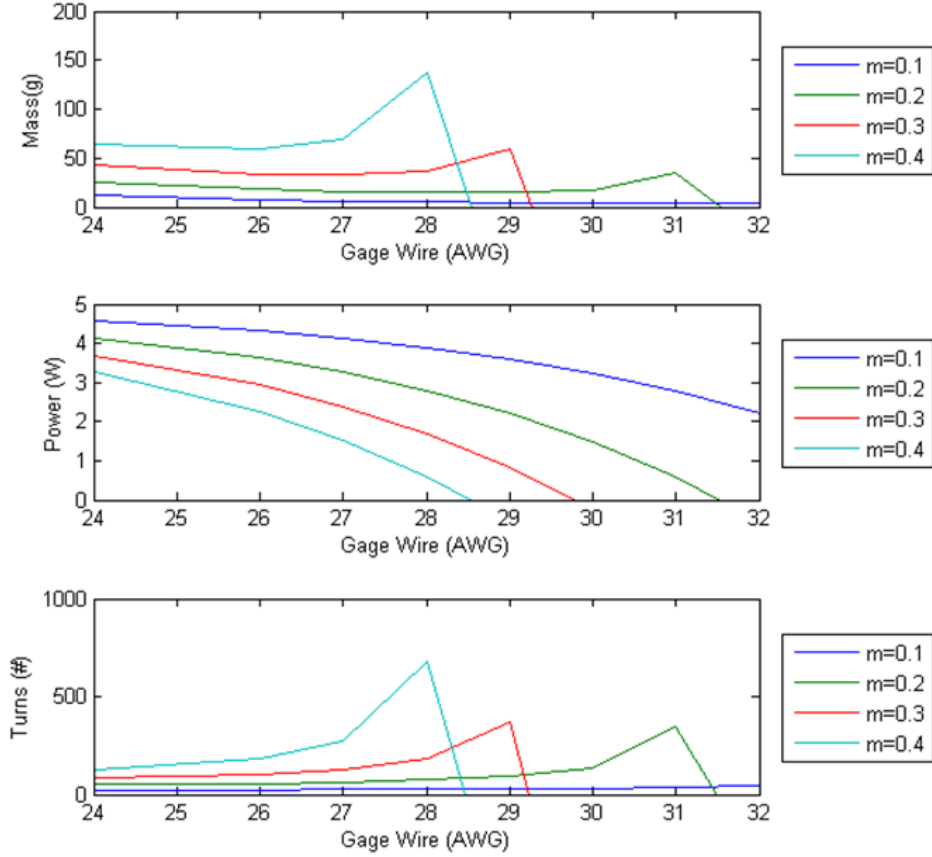 200
150
100
50
0
Mass(g)
24 25 26 27 28 29 30 31 32
Gage Wire (AWG)
m=0.1
m=0.2
m=0.3
m=0.4
5
4
3
2
1
0
Power (W)
24 25 26 27 28 29 30 31 32
Gage Wire (AWG)
m=0.1
m=0.2
m=0.3
m=0.4
1000
500
0
Turns (#)
24 25 26 27 28 29 30 31 32
Gage Wire (AWG)
m=0.1
m=0.2
m=0.3
m=0.4